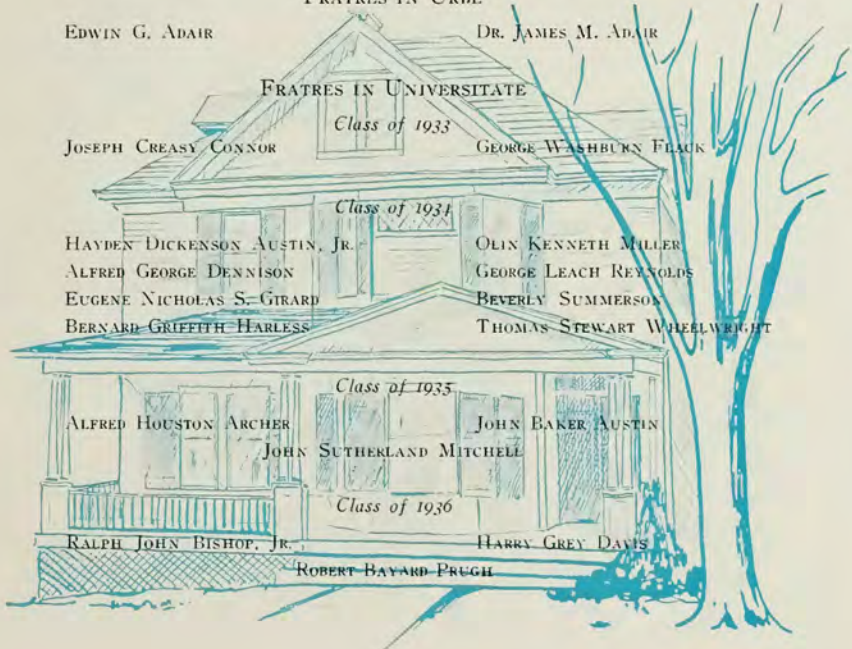 FRATRES IN URBE
EDWIN G. ADAIR DR. JAMES M. ADAIR
FRATRES IN UNIVERSITATE
Class of 1933
JOSEPH CREASY CONNOR GEORGE WASHBURN FLACK
Class of 1934
HAYDEN DICKENSON AUSTIN, JR. OLIN KENNETH MILLER
ALFRED GEORGE DENNISON GEORGE LEACH REYNOLDS
EUGENE NICHOLAS S. GIRARD BEVERLY SUMMERSON
BERNARD GRIFFITH HARLESS THOMAS STEWART WHEELWRIGHT
Class of 1935
ALFRED HOUSTON ARCHER JOHN BAKER AUSTIN
JOHN SUTHERLAND MITCHELL
Class of 1936
RALPH JOHN BISHOP, JR. HARRY GREY DAVIS
ROBERT BAYARD PRUGH